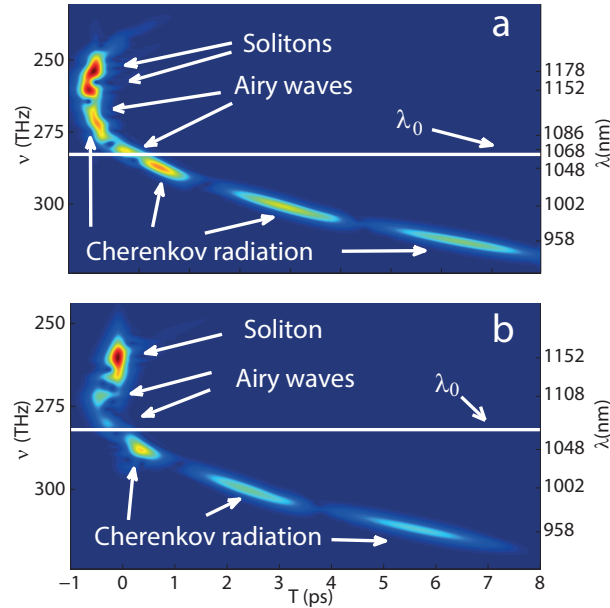 a
Solitons
Airy waves
λ0
Cherenkov radiation
250
275
300
ν (THz)
1178
1152
1086
1068
1048
1002
958
λ(nm)
b
Soliton
Airy waves
λ0
Cherenkov radiation
250
275
300
ν (THz)
1152
1108
1048
1002
958
λ(nm)
−1 0 1 2 3 4 5 6 7 8
T (ps)